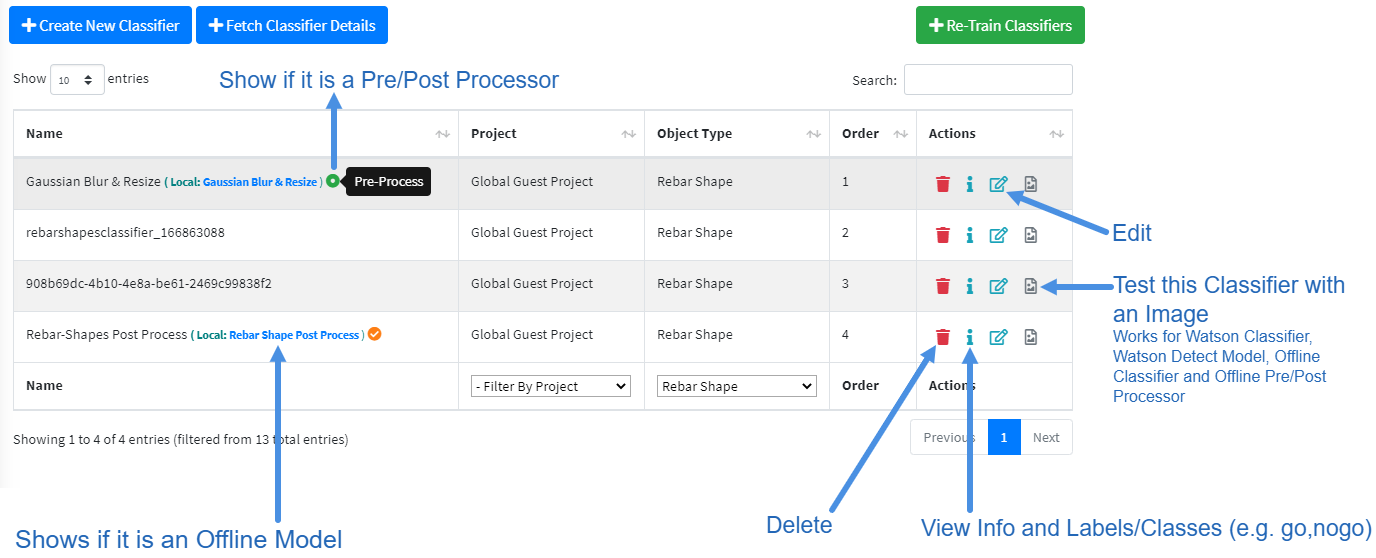 Create New Classifier
Fetch Classifier Details
Re-Train Classifiers
Show 10 entries
Show if it is a Pre/Post Processor
Search:
Name Project Object Type Order Actions
Gaussian Blur & Resize ( Local: Gaussian Blur & Resize ) Pre-Process Global Guest Project Rebar Shape 1
Edit
rebarshapesclassifier_166863088 Global Guest Project Rebar Shape 2
908b69dc-4b10-4e8a-be61-2469c99838f2 Global Guest Project Rebar Shape 3
Test this Classifier with
an Image
Works for Watson Classifier,
Watson Detect Model, Offline
Classifier and Offline Pre/Post
Processor
Rebar-Shapes Post Process ( Local: Rebar Shape Post Process ) Global Guest Project Rebar Shape 4
Name - Filter By Project Rebar Shape Order Actions
Showing 1 to 4 of 4 entries (filtered from 13 total entries)
Previous 1 Next
Shows if it is an Offline Model
Delete
View Info and Labels/Classes (e.g. go,nogo)